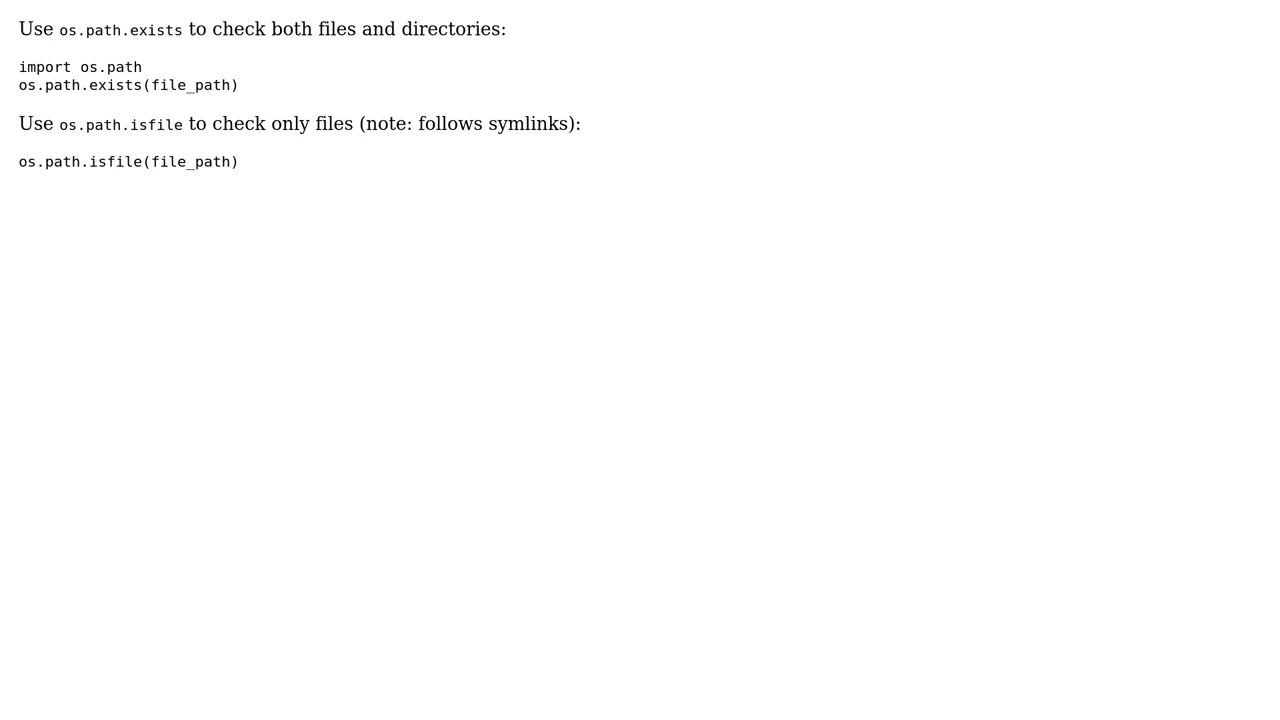 Use os.path.exists to check both files and directories:
import os.path
os.path.exists(file_path)
Use os.path.isfile to check only files (note: follows symlinks):
os.path.isfile(file_path)